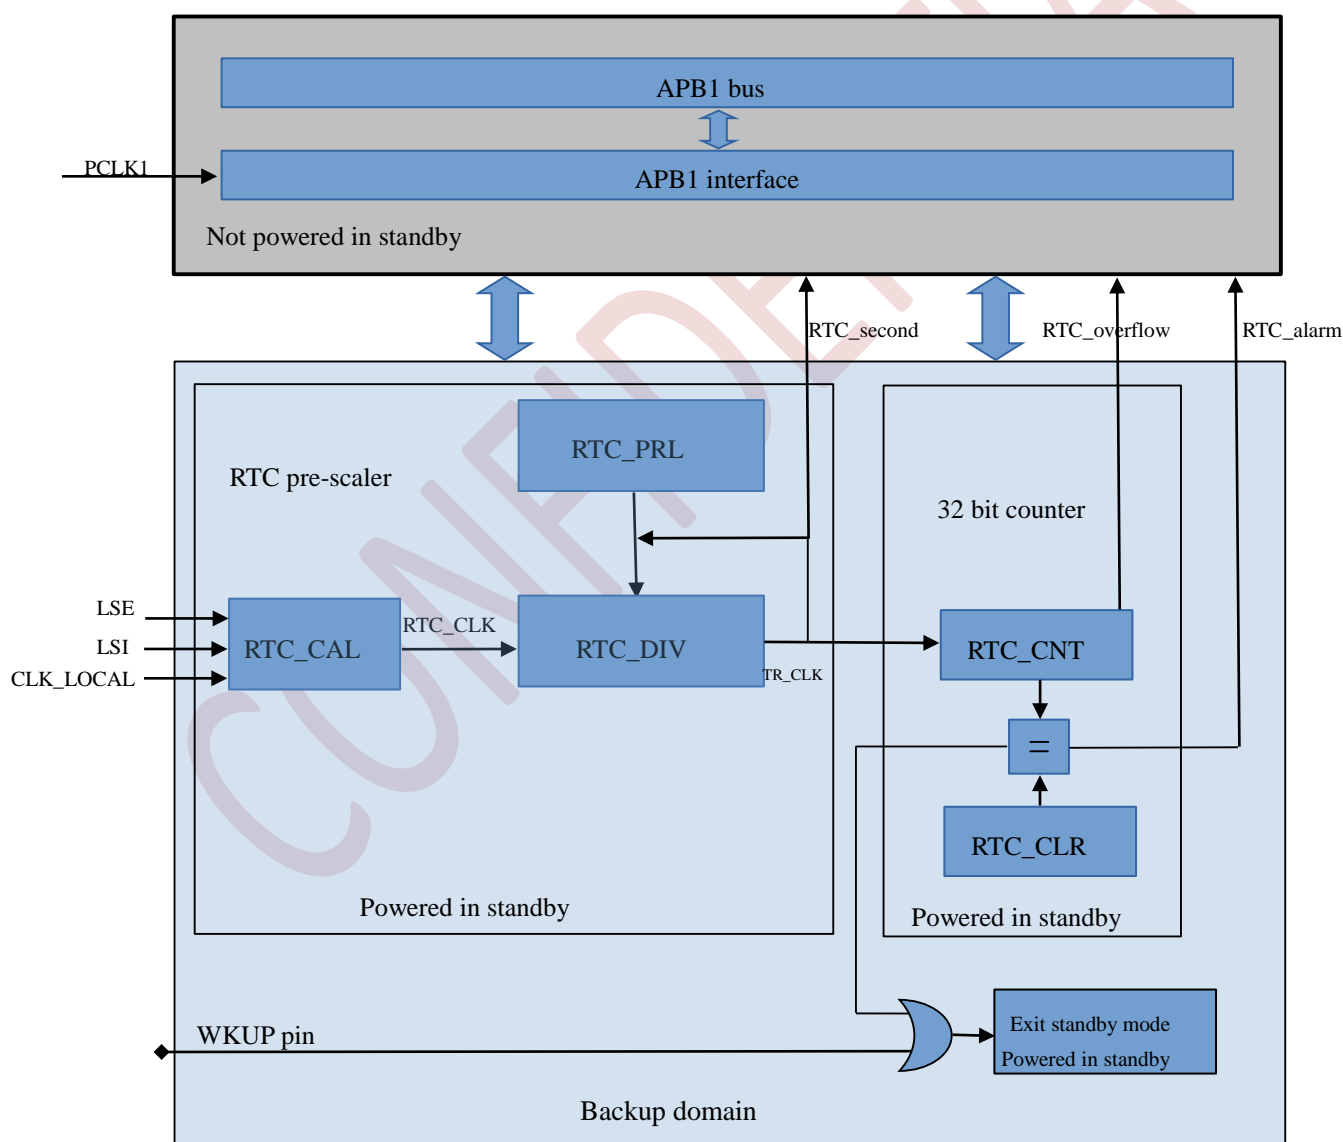 APB1 bus
PCLK1
APB1 interface
Not powered in standby
RTC_second
RTC_overflow
RTC_alarm
RTC_PRL
RTC pre-scaler
32 bit counter
LSE
LSI
CLK_LOCAL
RTC_CAL
RTC_CLK
RTC_DIV
TR_CLK
RTC_CNT
=
RTC_CLR
Powered in standby
Powered in standby
WKUP pin
Exit standby mode
Powered in standby
Backup domain